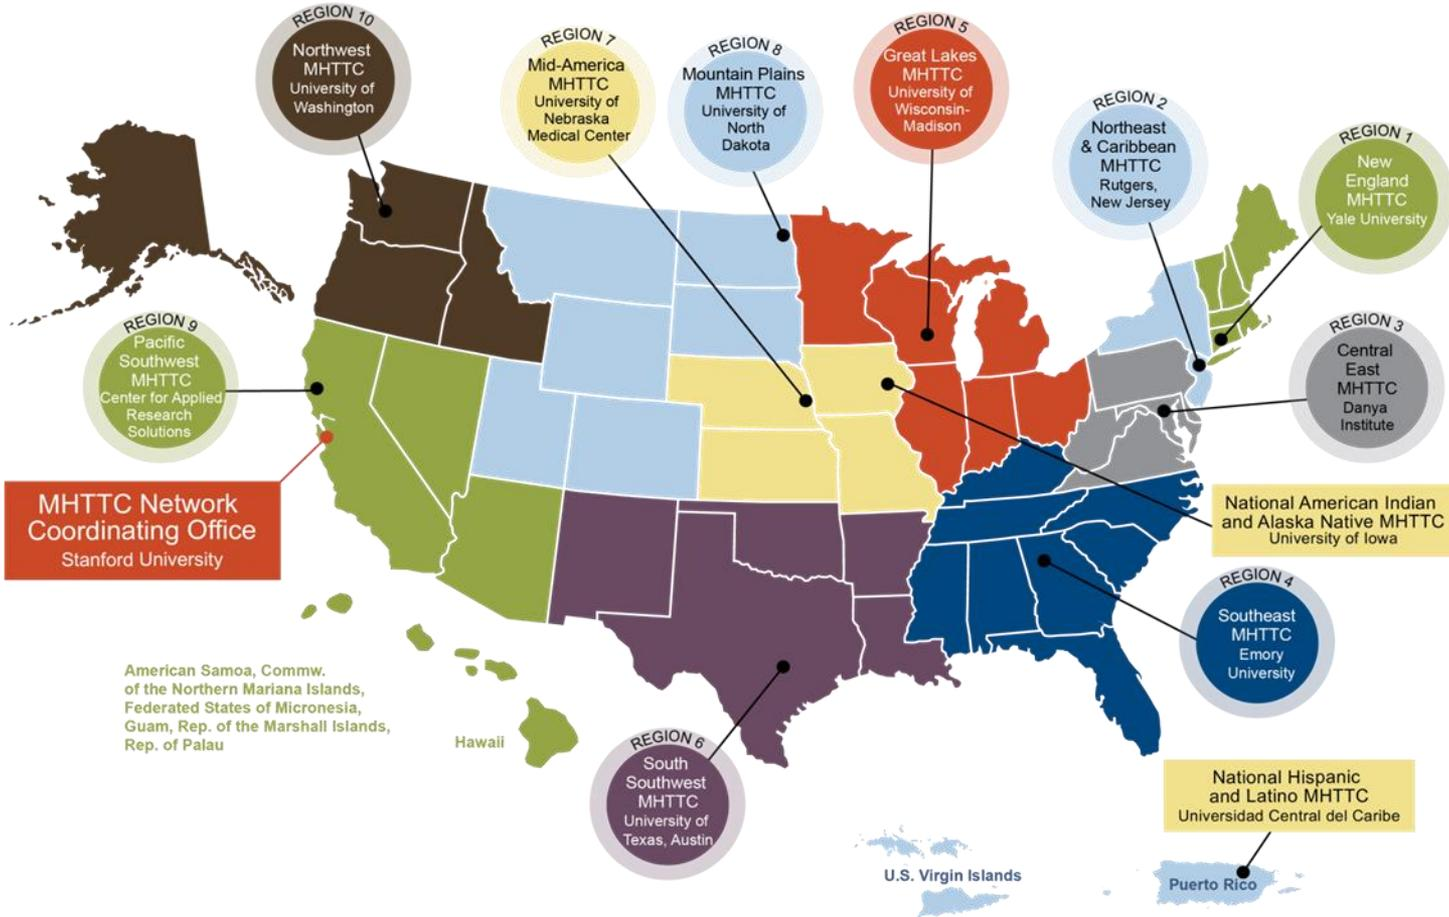 REGION 10
Northwest
MHTTC
University of
Washington
REGION 7
Mid-America
MHTTC
University of
Nebraska
Medical Center
REGION 8
Mountain Plains
MHTTC
University of
North
Dakota
REGION 5
Great Lakes
MHTTC
University of
Wisconsin-
Madison
REGION 2
Northeast
& Caribbean
MHTTC
Rutgers,
New Jersey
REGION 1
New
England
MHTTC
Yale University
REGION 9
Pacific
Southwest
MHTTC
Center for Applied
Research
Solutions
REGION 3
Central
East
MHTTC
Danya
Institute
MHTTC Network
Coordinating Office
Stanford University
National American Indian
and Alaska Native MHTTC
University of Iowa
REGION 4
Southeast
MHTTC
Emory
University
American Samoa, Commw.
of the Northern Mariana Islands,
Federated States of Micronesia,
Guam, Rep. of the Marshall Islands,
Rep. of Palau
Hawaii
REGION 6
South
Southwest
MHTTC
University of
Texas, Austin
National Hispanic
and Latino MHTTC
Universidad Central del Caribe
U.S. Virgin Islands
Puerto Rico